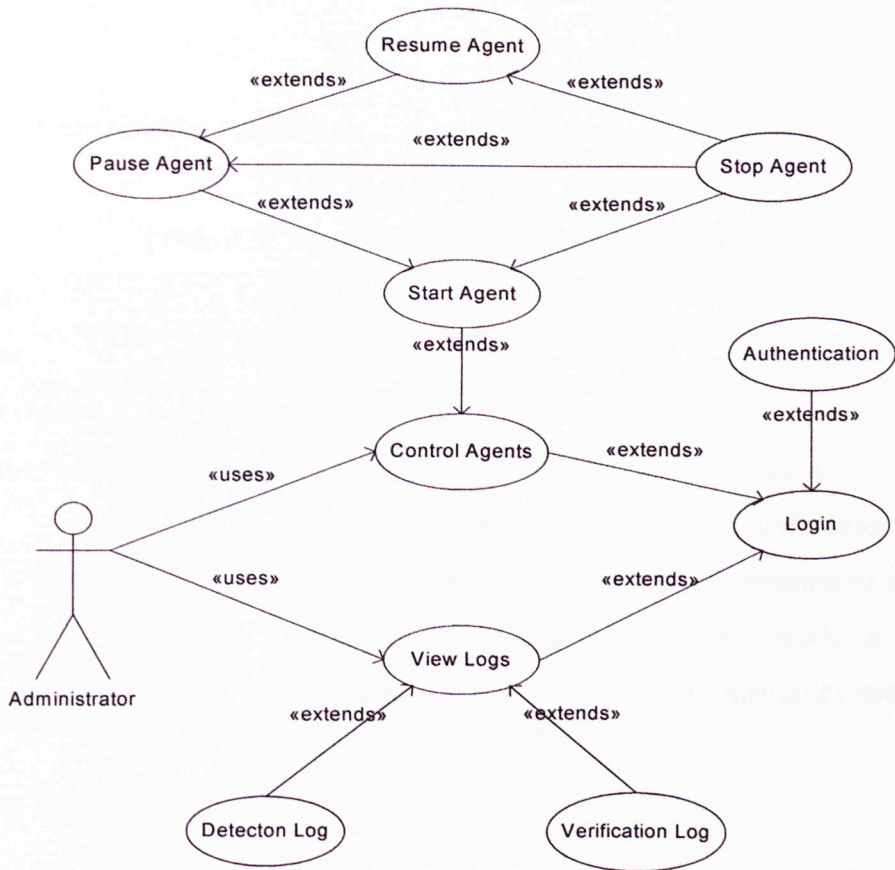 Resume Agent
«extends»
«extends»
«extends»
Pause Agent
Stop Agent
«extends»
«extends»
Start Agent
«extends»
Authentication
«extends»
Control Agents
«extends»
«uses»
Login
«uses»
«extends»
View Logs
Administrator
«extends»
«extends»
Detecton Log
Verification Log